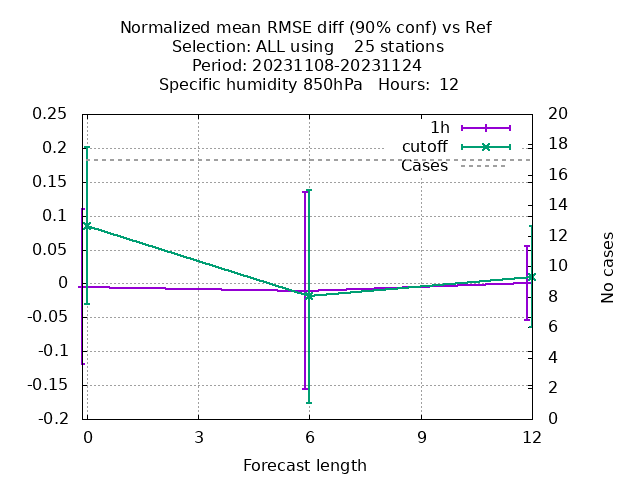 Normalized mean RMSE diff (90% conf) vs Ref
Selection: ALL using    25 stations
Period: 20231108-20231124
Specific humidity 850hPa   Hours:  12
1h
cutoff
Cases
0.25
0.2
0.15
0.1
0.05
0
-0.05
-0.1
-0.15
-0.2
20
18
16
14
12
10
8
6
4
2
0
No cases
0 3 6 9 12
Forecast length